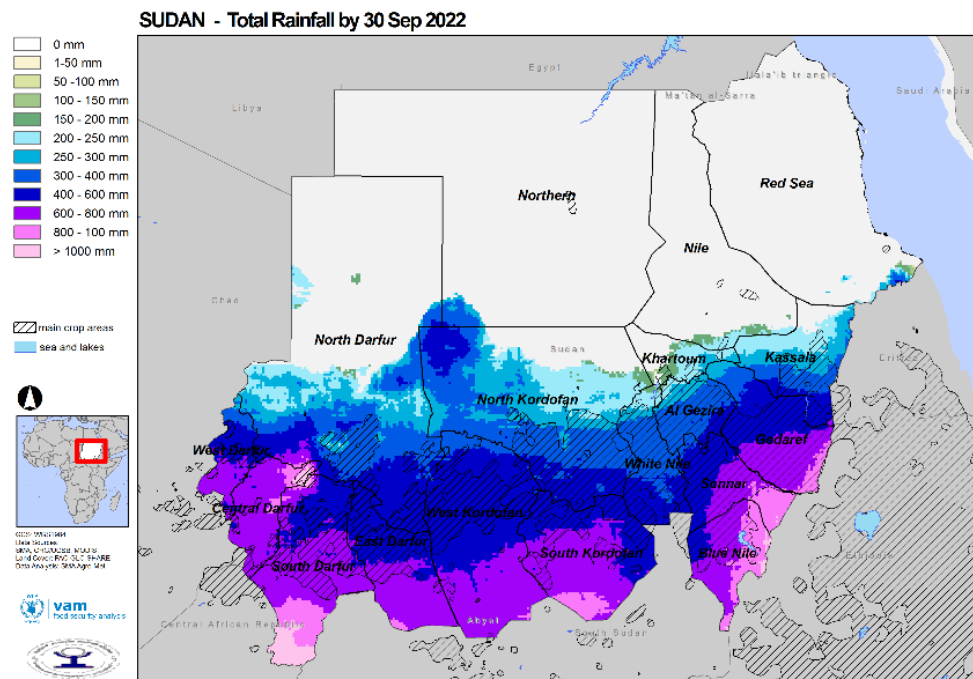 SUDAN - Total Rainfall by 30 Sep 2022
0 mm
1-50 mm
50 - 100 mm
100 - 150 mm
150 - 200 mm
200 - 250 mm
250 - 300 mm
300 - 400 mm
400 - 600 mm
600 - 800 mm
800 - 100 mm
> 1000 mm
main crop areas
sea and lakes
Data Sources
vam
food security analysis
Egypt
Libya
Ma'tan al-Sarra
Saudi Arabia
Red Sea
Northern
Nile
Chad
North Darfur
Sudan
Khartoum
Kassala
Eritrea
North Kordofan
Al Gezira
Gadaref
West Darfur
White Nile
Sannar
Central Darfur
West Kordofan
East Darfur
South Kordofan
Blue Nile
Ethiopia
South Darfur
Central African Republic
Abyei
South Sudan